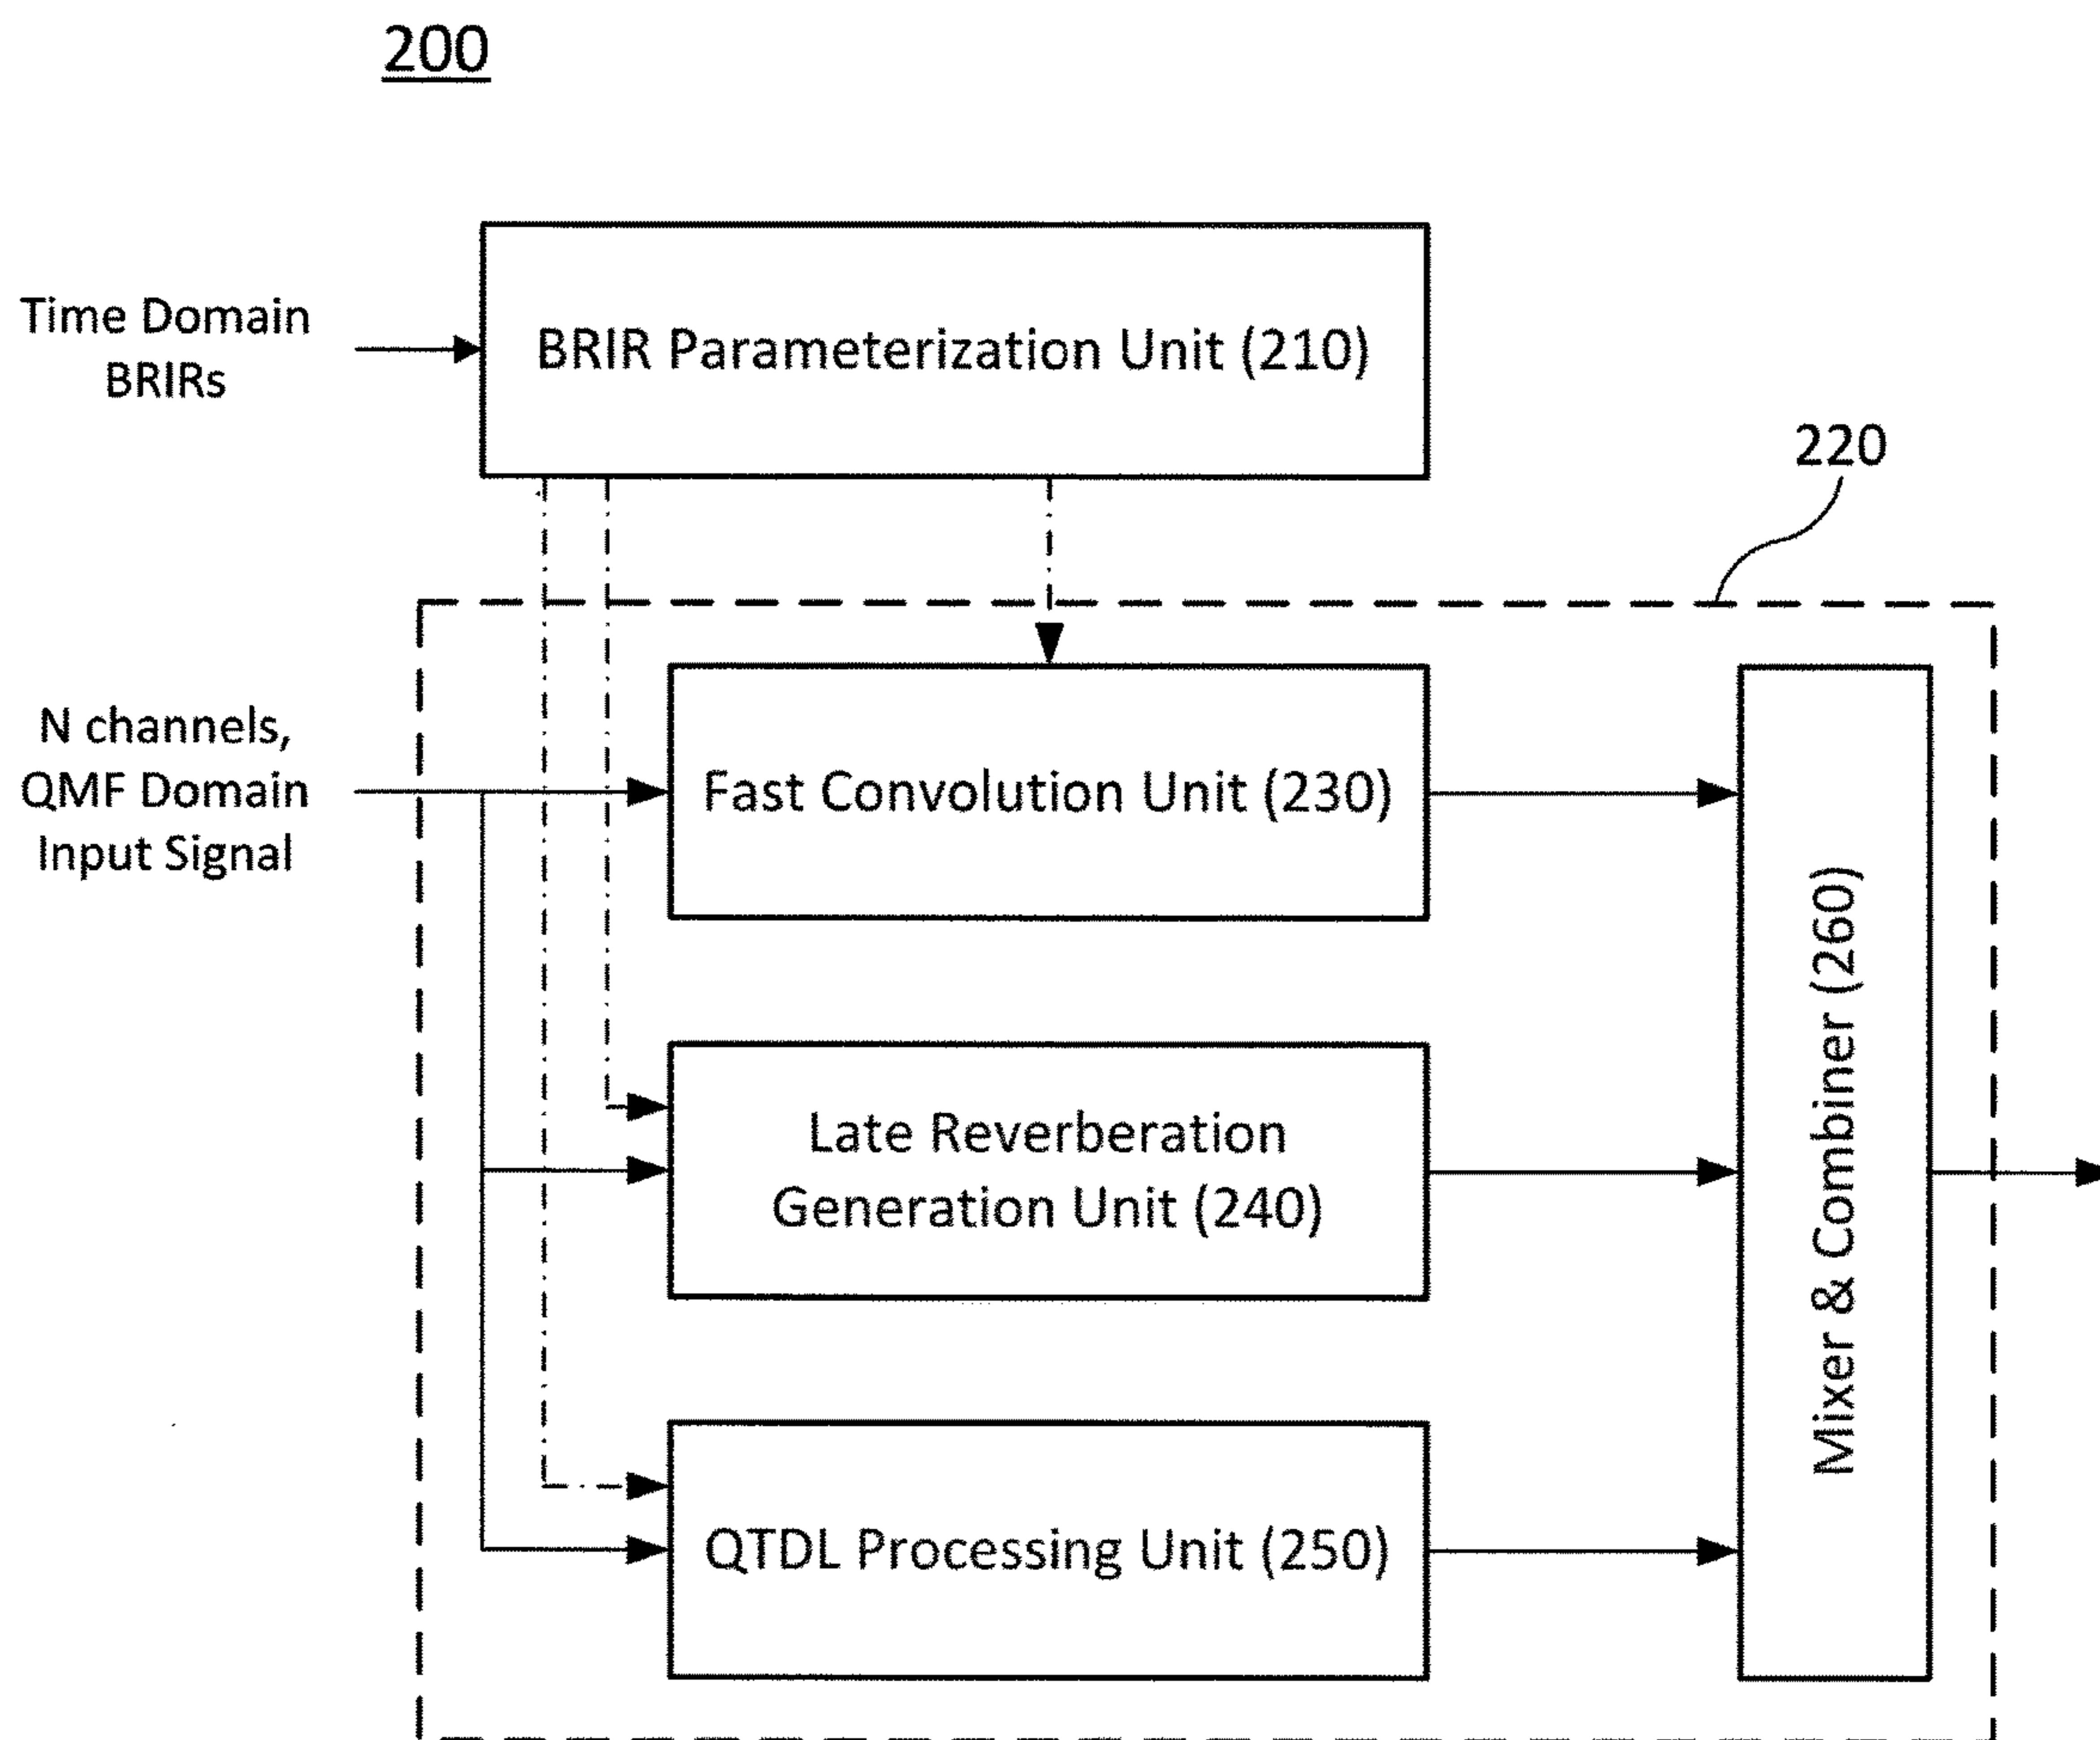 200
Time Domain
BRIRs
BRIR Parameterization Unit (210)
220
N channels,
QMF Domain
Input Signal
Fast Convolution Unit (230)
Late Reverberation
Generation Unit (240)
QTDL Processing Unit (250)
Mixer & Combiner (260)